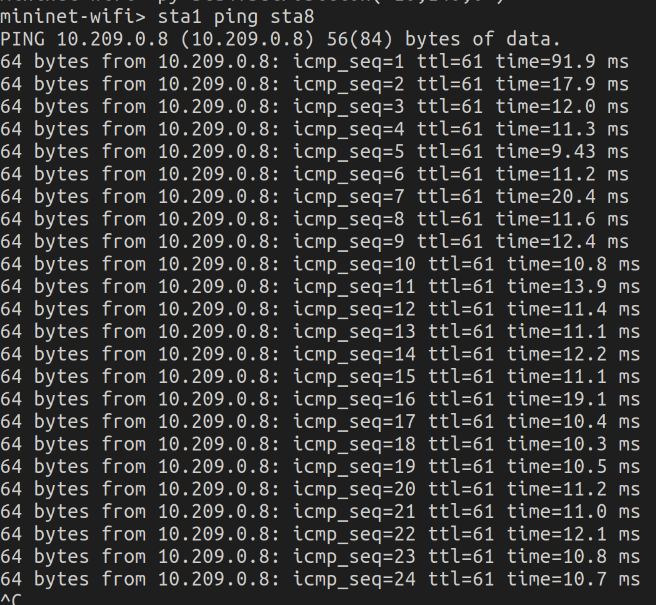 mininet-wifi> sta1 ping sta8
PING 10.209.0.8 (10.209.0.8) 56(84) bytes of data.
64 bytes from 10.209.0.8: icmp_seq=1 ttl=61 time=91.9 ms
64 bytes from 10.209.0.8: icmp_seq=2 ttl=61 time=17.9 ms
64 bytes from 10.209.0.8: icmp_seq=3 ttl=61 time=12.0 ms
64 bytes from 10.209.0.8: icmp_seq=4 ttl=61 time=11.3 ms
64 bytes from 10.209.0.8: icmp_seq=5 ttl=61 time=9.43 ms
64 bytes from 10.209.0.8: icmp_seq=6 ttl=61 time=11.2 ms
64 bytes from 10.209.0.8: icmp_seq=7 ttl=61 time=20.4 ms
64 bytes from 10.209.0.8: icmp_seq=8 ttl=61 time=11.6 ms
64 bytes from 10.209.0.8: icmp_seq=9 ttl=61 time=12.4 ms
64 bytes from 10.209.0.8: icmp_seq=10 ttl=61 time=10.8 ms
64 bytes from 10.209.0.8: icmp_seq=11 ttl=61 time=13.9 ms
64 bytes from 10.209.0.8: icmp_seq=12 ttl=61 time=11.4 ms
64 bytes from 10.209.0.8: icmp_seq=13 ttl=61 time=11.1 ms
64 bytes from 10.209.0.8: icmp_seq=14 ttl=61 time=12.2 ms
64 bytes from 10.209.0.8: icmp_seq=15 ttl=61 time=11.1 ms
64 bytes from 10.209.0.8: icmp_seq=16 ttl=61 time=19.1 ms
64 bytes from 10.209.0.8: icmp_seq=17 ttl=61 time=10.4 ms
64 bytes from 10.209.0.8: icmp_seq=18 ttl=61 time=10.3 ms
64 bytes from 10.209.0.8: icmp_seq=19 ttl=61 time=10.5 ms
64 bytes from 10.209.0.8: icmp_seq=20 ttl=61 time=11.2 ms
64 bytes from 10.209.0.8: icmp_seq=21 ttl=61 time=11.0 ms
64 bytes from 10.209.0.8: icmp_seq=22 ttl=61 time=12.1 ms
64 bytes from 10.209.0.8: icmp_seq=23 ttl=61 time=10.8 ms
64 bytes from 10.209.0.8: icmp_seq=24 ttl=61 time=10.7 ms
^C